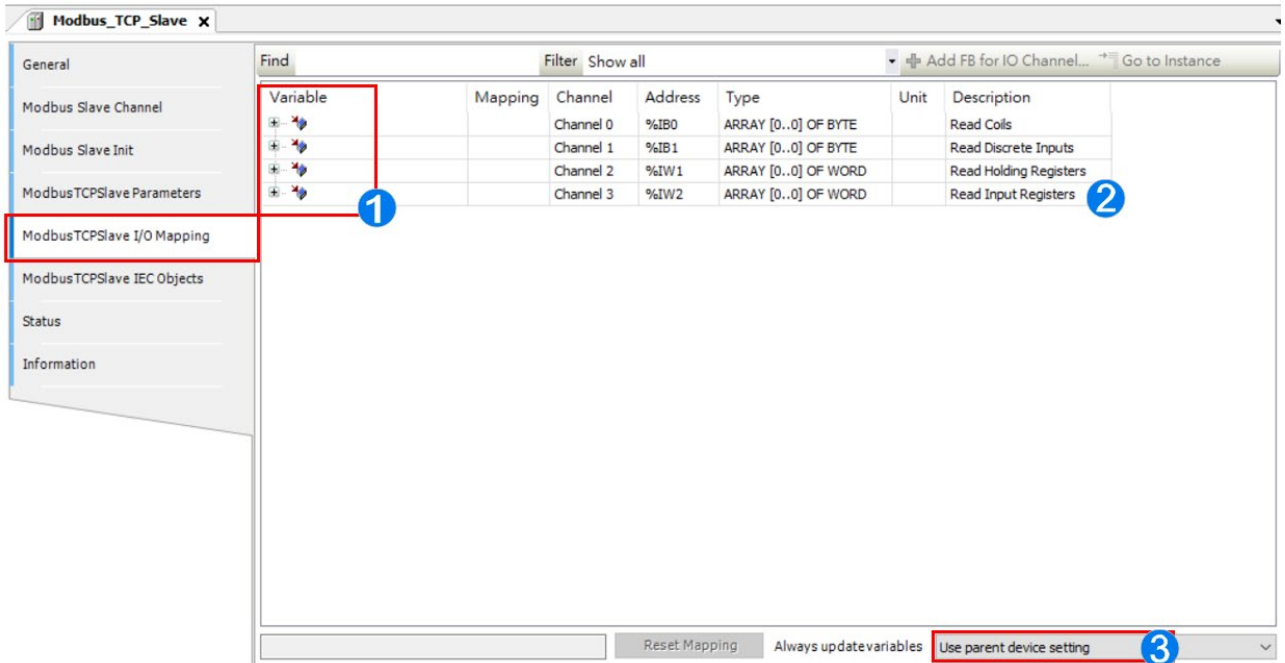 Modbus_TCP_Slave X
General
Modbus Slave Channel
Modbus Slave Init
ModbusTCPSlave Parameters
ModbusTCPSlave I/O Mapping
ModbusTCPSlave IEC Objects
Status
Information
Find Filter Show all Add FB for IO Channel... Go to Instance
Variable Mapping Channel Address Type Unit Description
Channel 0 %IB0 ARRAY [0..0] OF BYTE Read Coils
Channel 1 %IB1 ARRAY [0..0] OF BYTE Read Discrete Inputs
Channel 2 %IW1 ARRAY [0..0] OF WORD Read Holding Registers
Channel 3 %IW2 ARRAY [0..0] OF WORD Read Input Registers
1
2
Reset Mapping Always update variables Use parent device setting 3